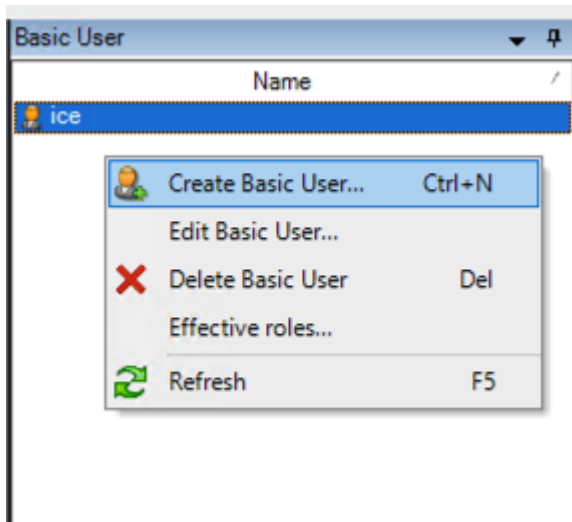 Basic User
Name
ice
Create Basic User... Ctrl+N
Edit Basic User...
Delete Basic User Del
Effective roles...
Refresh F5